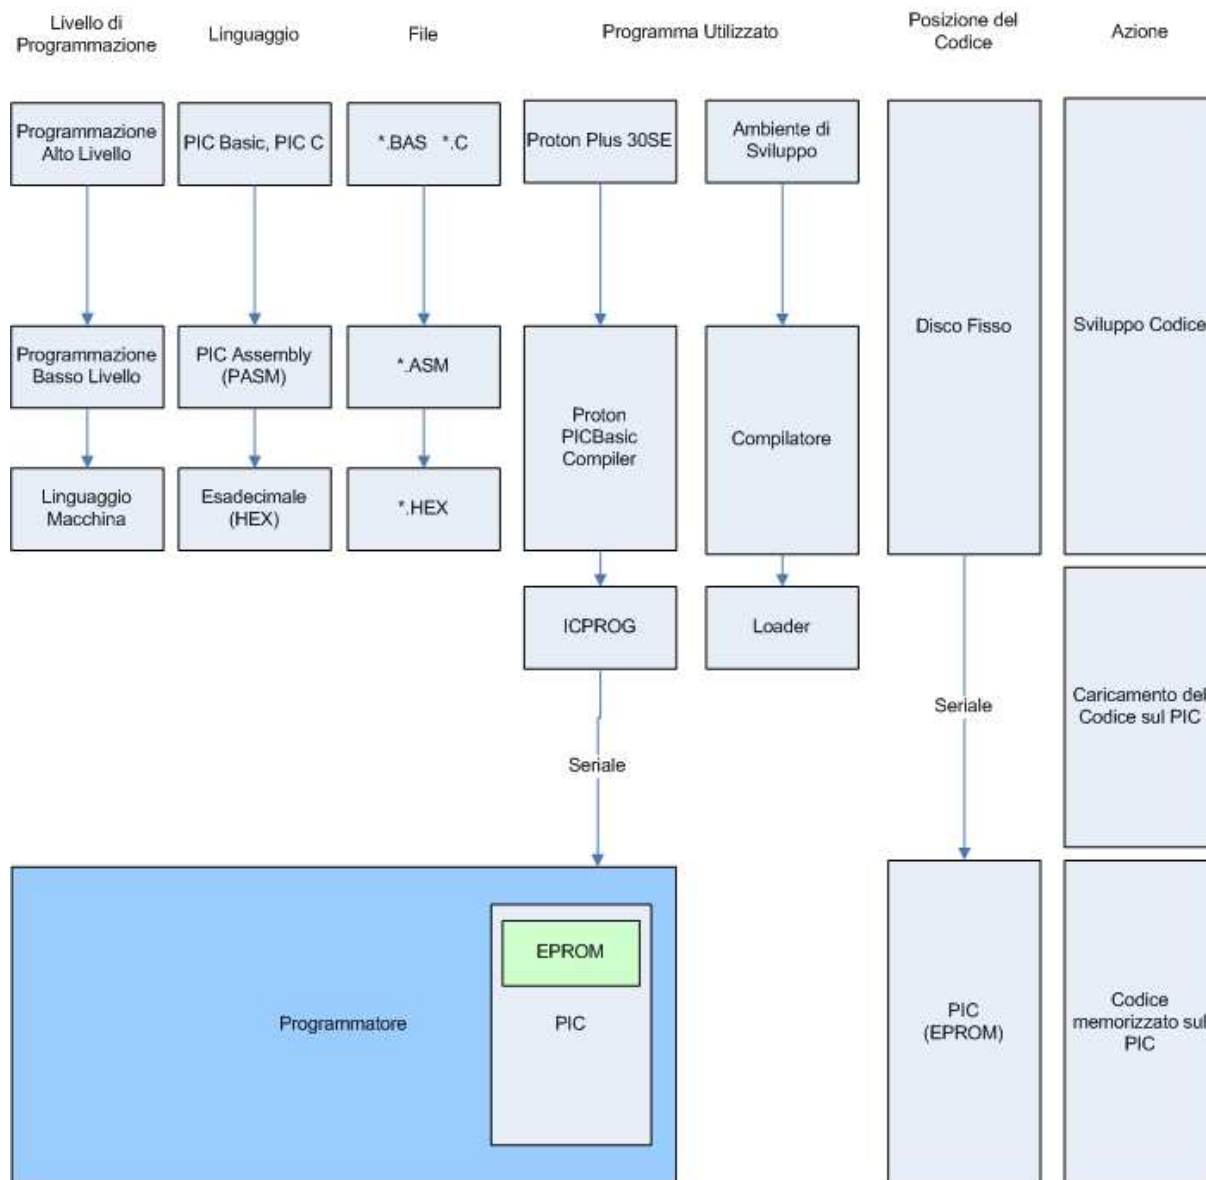 Livello di
Programmazione
Linguaggio
File
Programma Utilizzato
Posizione del
Codice
Azione
Programmazione
Alto Livello
PIC Basic, PIC C
*.BAS   *.C
Proton Plus 30SE
Ambiente di
Sviluppo
Programmazione
Basso Livello
PIC Assembly
(PASM)
*.ASM
Proton
PICBasic
Compiler
Compilatore
Disco Fisso
Sviluppo Codice
Linguaggio
Macchina
Esadecimale
(HEX)
*.HEX
ICPROG
Loader
Seriale
Seriale
Caricamento del
Codice sul PIC
Programmatore
EPROM
PIC
PIC
(EPROM)
Codice
memorizzato sul
PIC